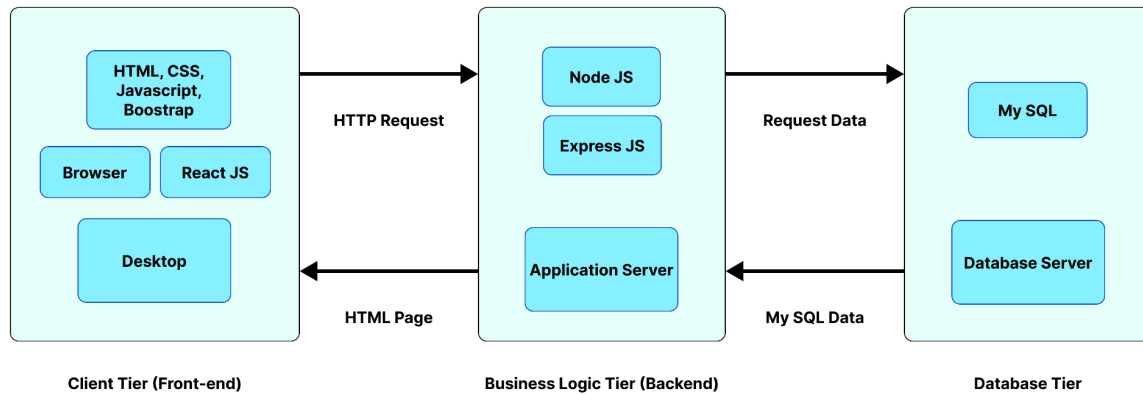 HTML, CSS,
Javascript,
Boostrap
Browser
React JS
Desktop
HTTP Request
HTML Page
Node JS
Express JS
Application Server
Request Data
My SQL Data
My SQL
Database Server
Client Tier (Front-end)
Business Logic Tier (Backend)
Database Tier